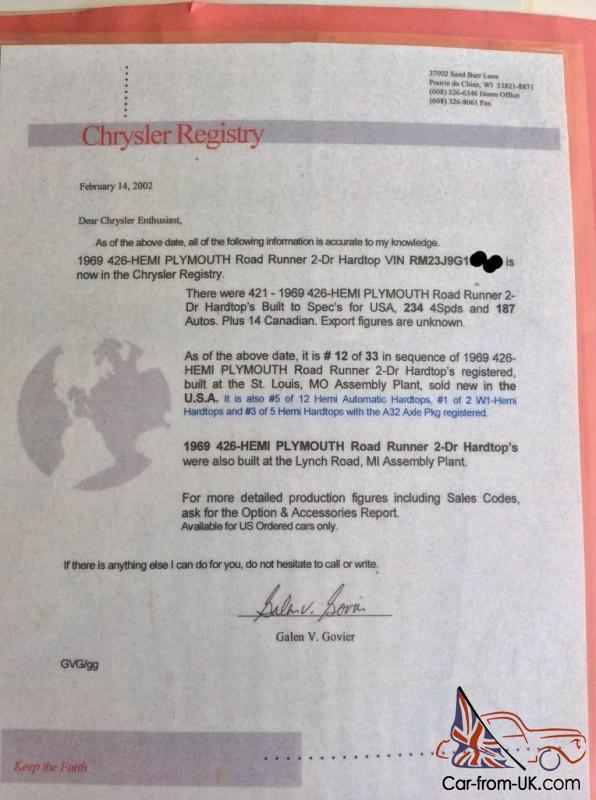 37002 Sand Burr Lane
Prairie du Chien, WI 53821-8871
(608) 326-6346 Home Office
(608) 326-8061 Fax
Chrysler Registry
February 14, 2002
Dear Chrysler Enthusiast,
As of the above date, all of the following information is accurate to my knowledge.
1969 426-HEMI PLYMOUTH Road Runner 2-Dr Hardtop VIN RM23J9G1 is
now in the Chrysler Registry.
There were 421 - 1969 426-HEMI PLYMOUTH Road Runner 2-
Dr Hardtop's Built to Spec's for USA, 234 4Spds and 187
Autos. Plus 14 Canadian. Export figures are unknown.
As of the above date, it is # 12 of 33 in sequence of 1969 426-
HEMI PLYMOUTH Road Runner 2-Dr Hardtop's registered,
built at the St. Louis, MO Assembly Plant, sold new in the
U.S.A. It is also #5 of 12 Hemi Automatic Hardtops, #1 of 2 W1-Hemi
Hardtops and #3 of 5 Hemi Hardtops with the A32 Axle Pkg registered.
1969 426-HEMI PLYMOUTH Road Runner 2-Dr Hardtop's
were also built at the Lynch Road, MI Assembly Plant.
For more detailed production figures including Sales Codes,
ask for the Option & Accessories Report.
Available for US Ordered cars only.
If there is anything else I can do for you, do not hesitate to call or write.
Galen V. Govier
Galen V. Govier
GVG/gg
Keep the Faith
Car-from-UK.com